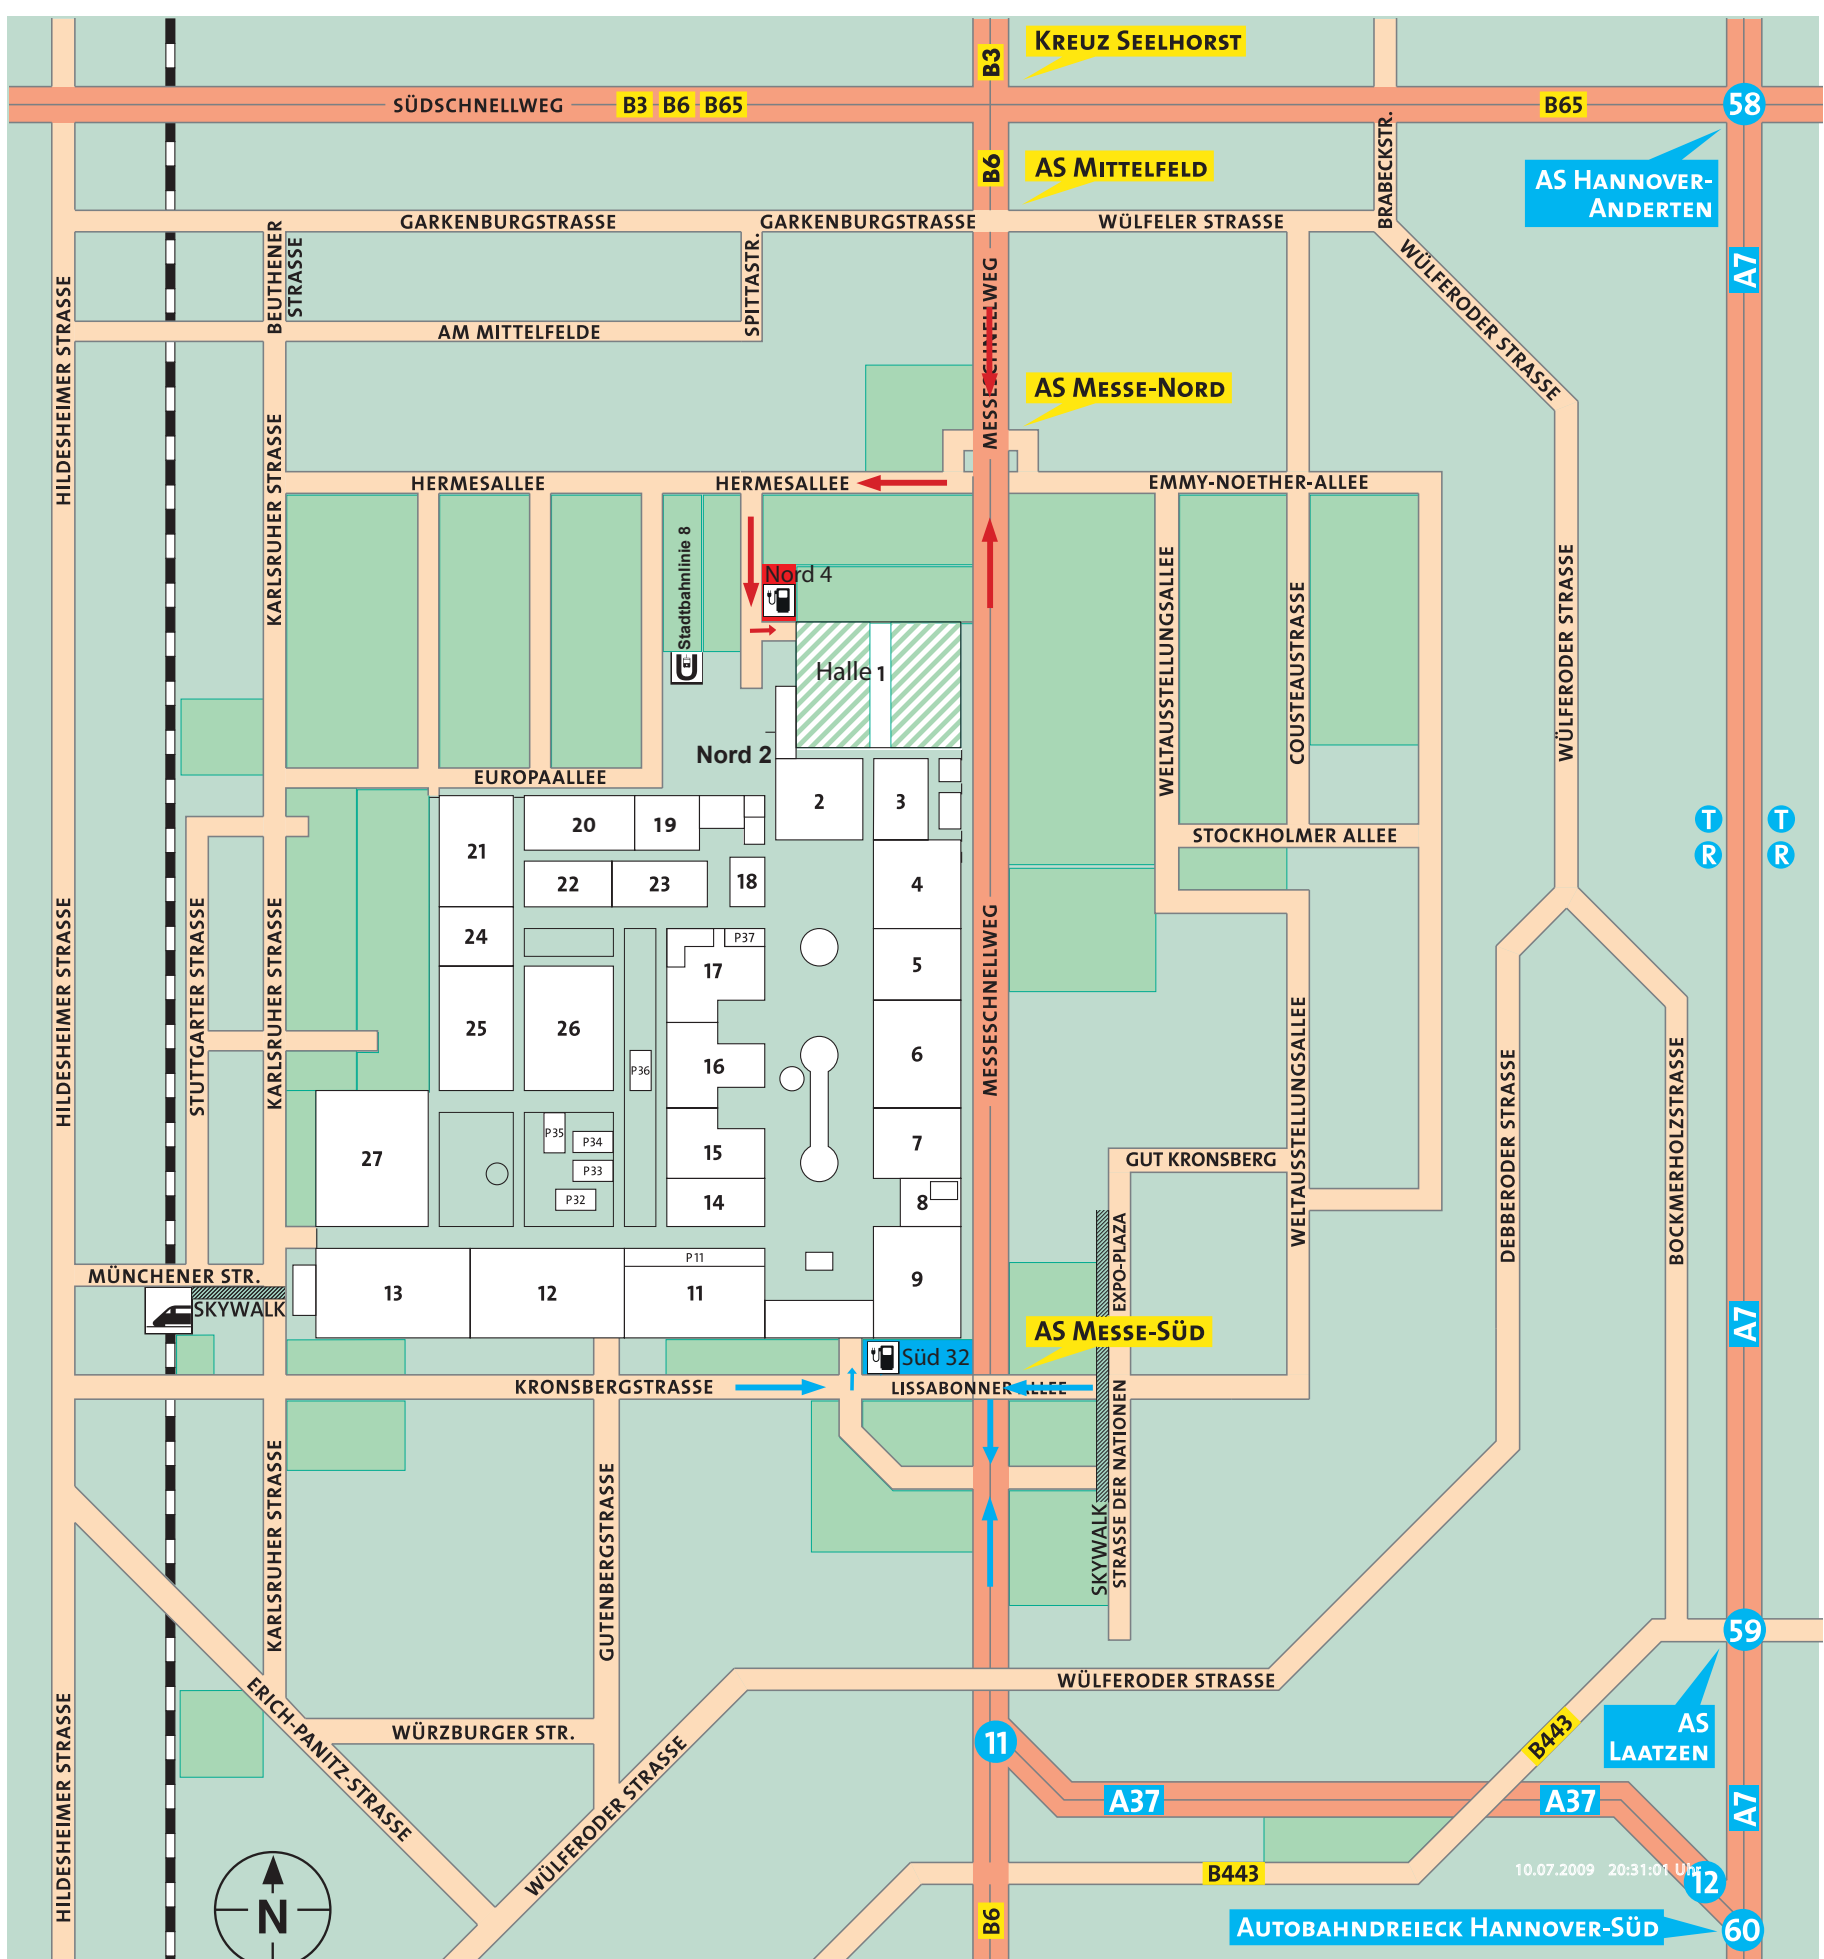 KREUZ SEELHORST
B3
SÜDSCHNELLWEG
B3 B6 B65
B65
58
B6
AS MITTELFELD
AS HANNOVER-
ANDERTEN
BRABECKSTR.
GARKENBURGSTRASSE
GARKENBURGSTRASSE
WÜLFELER STRASSE
BEUTHENER
STRASSE
SPITTASTR.
A7
WÜLFERODER STRASSE
HILDESHEIMER STRASSE
AM MITTELFELDE
MESSESCHNELLWEG
AS MESSE-NORD
KARLSRUHER STRASSE
HERMESALLEE
HERMESALLEE
EMMY-NOETHER-ALLEE
Stadtbahnlinie 8
U
Nord 4
Halle 1
Nord 2
WELTAUSSTELLUNGSALLEE
COUSTEAUSTRASSE
WÜLFERODER STRASSE
EUROPAALLEE
2
3
20
19
21
22
23
18
4
STOCKHOLMER ALLEE
T
T
R
R
HILDESHEIMER STRASSE
STUTTGARTER STRASSE
KARLSRUHER STRASSE
24
P37
17
5
MESSESCHNELLWEG
25
26
P36
16
6
WELTAUSSTELLUNGSALLEE
DEBBERODER STRASSE
BOCKMERHOLZSTRASSE
27
P35
P34
P33
P32
15
14
7
8
GUT KRONSBERG
EXPO-PLAZA
MÜNCHENER STR.
SKYWALK
13
12
P11
11
9
AS MESSE-SÜD
A7
Süd 32
KRONSBERGSTRASSE
LISSABONNER ALLEE
KARLSRUHER STRASSE
GUTENBERGSTRASSE
SKYWALK
STRASSE DER NATIONEN
59
WÜLFERODER STRASSE
HILDESHEIMER STRASSE
ERICH-PANITZ-STRASSE
WÜRZBURGER STR.
WÜLFERODER STRASSE
11
B443
AS
LAATZEN
A37
A37
A7
B443
10.07.2009 20:31:01 Uhr
12
N
B6
AUTOBAHNDREIECK HANNOVER-SÜD
60